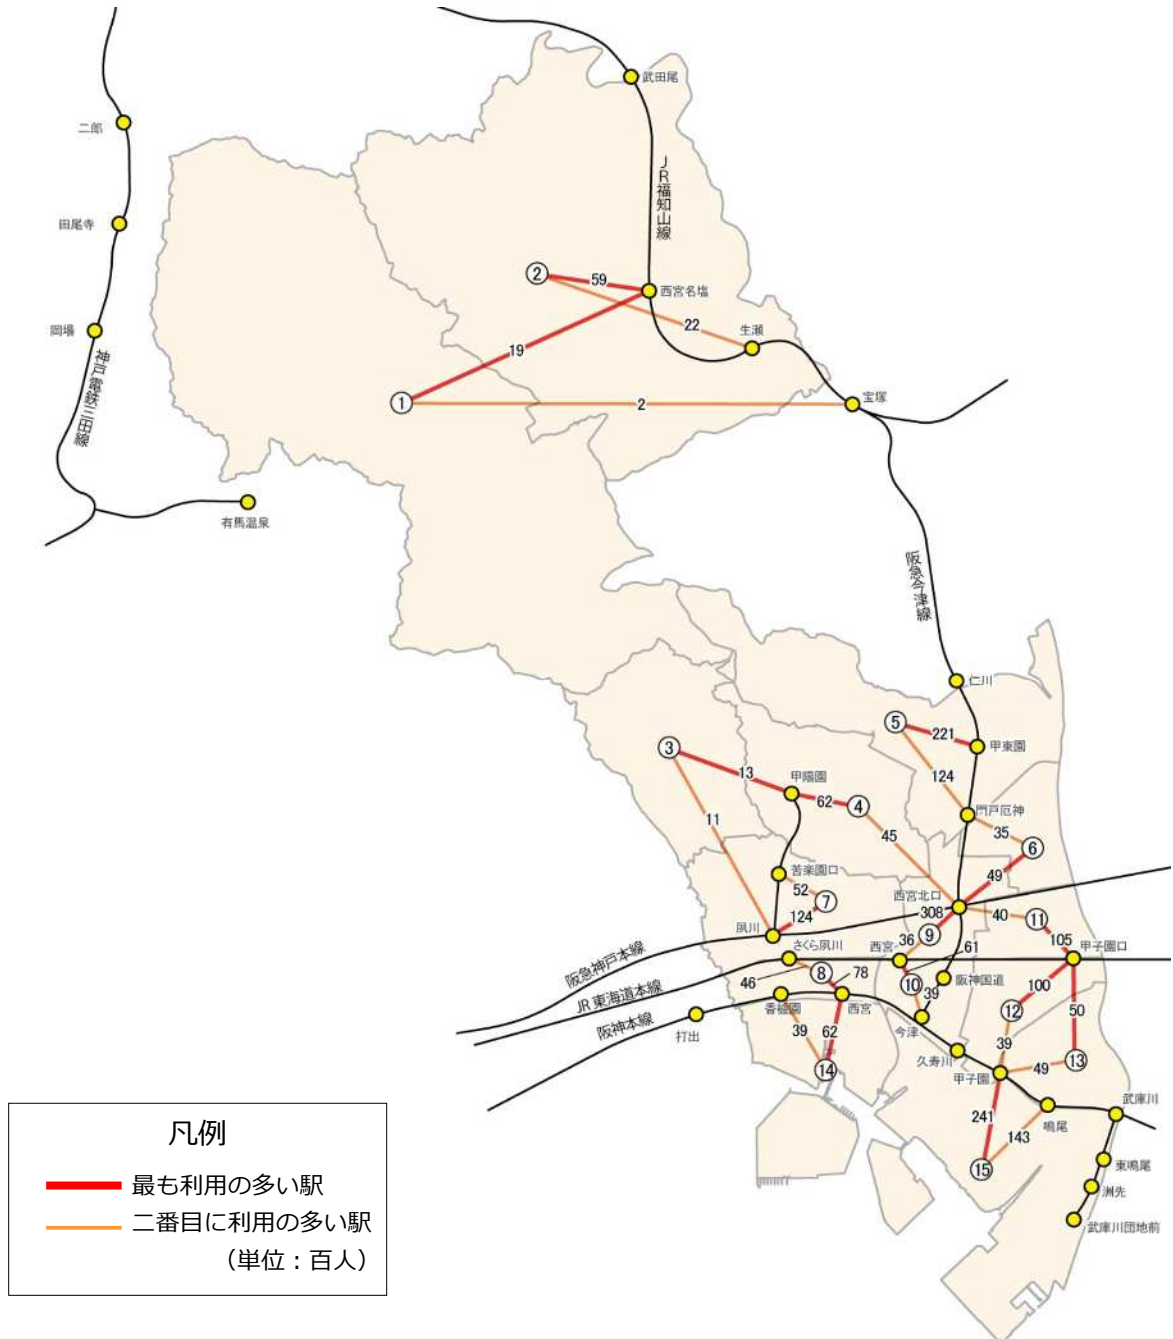 武田尾
二郎
JR福知山線
田尾寺
②
59
西宮名塩
22
生瀬
岡場
19
神戸電鉄三田線
①
2
宝塚
有馬温泉
阪急今津線
仁川
⑤
221
甲東園
③
13
甲陽園
124
62
④
門戸厄神
11
45
35
⑥
苦楽園口
49
52
⑦
西宮北口
124
308
40
⑪
夙川
⑨
105
甲子園口
さくら夙川
西宮
36
61
阪急神戸本線
46
⑧
78
⑩
阪神国道
100
JR東海道本線
香櫨園
西宮
39
⑫
50
阪神本線
打出
39
62
今津
39
久寿川
49
⑬
⑭
甲子園
241
143
鳴尾
武庫川
⑮
東鳴尾
洲先
武庫川団地前
凡例
最も利用の多い駅
二番目に利用の多い駅
(単位：百人)